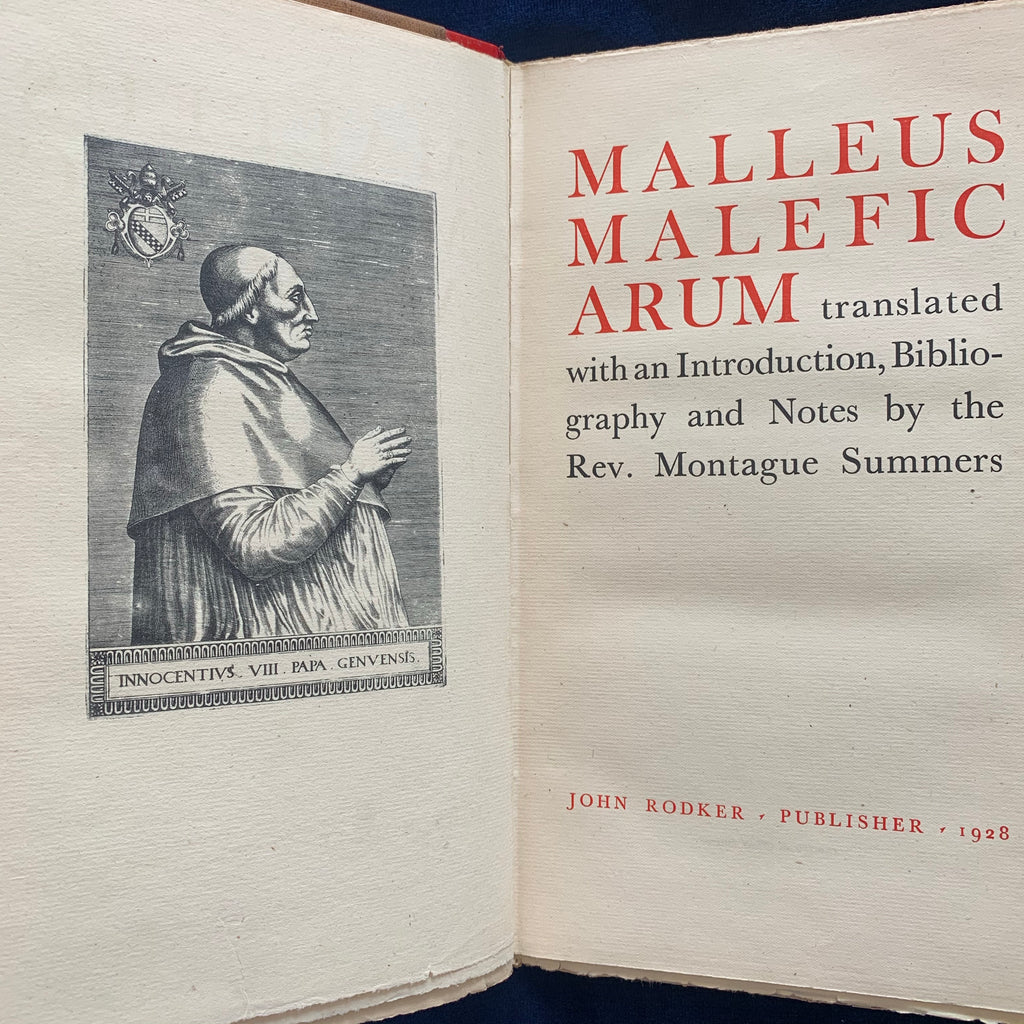 INNOCENTIVS. VIII. PAPA. GENVENSIS.
MALLEUS
MALEFIC
ARUM translated
with an Introduction, Biblio-
graphy and Notes by the
Rev. Montague Summers
JOHN RODKER, PUBLISHER, 1928